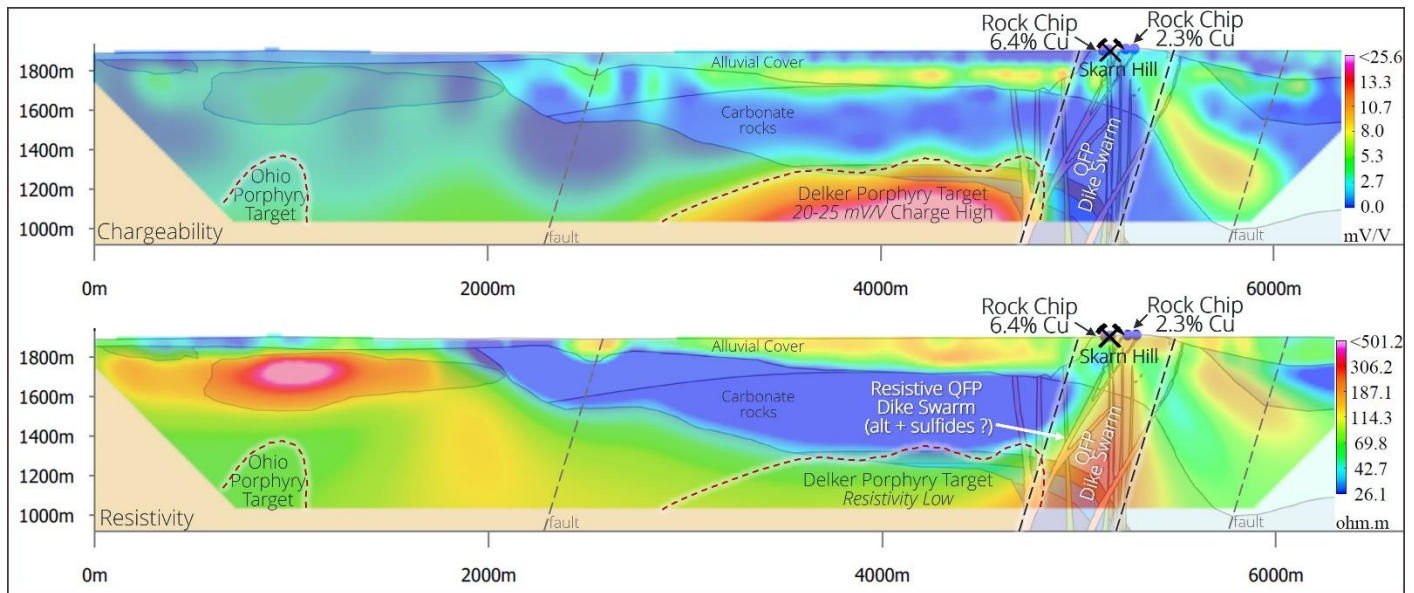 Rock Chip
6.4% Cu
Rock Chip
2.3% Cu
Skarn Hill
1800m
1600m
1400m
1200m
1000m
Alluvial Cover
Carbonate
rocks
Ohio
Porphyry
Target
Delker Porphyry Target
20-25 mV/V Charge High
QFP
Dike Swarm
fault
fault
Chargeability
<25.6
13.3
10.7
8.0
5.3
2.7
0.0
mV/V
0m
2000m
4000m
6000m
Rock Chip
6.4% Cu
Rock Chip
2.3% Cu
Skarn Hill
1800m
1600m
1400m
1200m
1000m
Alluvial Cover
Carbonate
rocks
Resistive QFP
Dike Swarm
(alt + sulfides ?)
Ohio
Porphyry
Target
Delker Porphyry Target
Resistivity Low
QFP
Dike Swarm
fault
fault
Resistivity
<501.2
306.2
187.1
114.3
69.8
42.7
26.1
ohm.m
0m
2000m
4000m
6000m